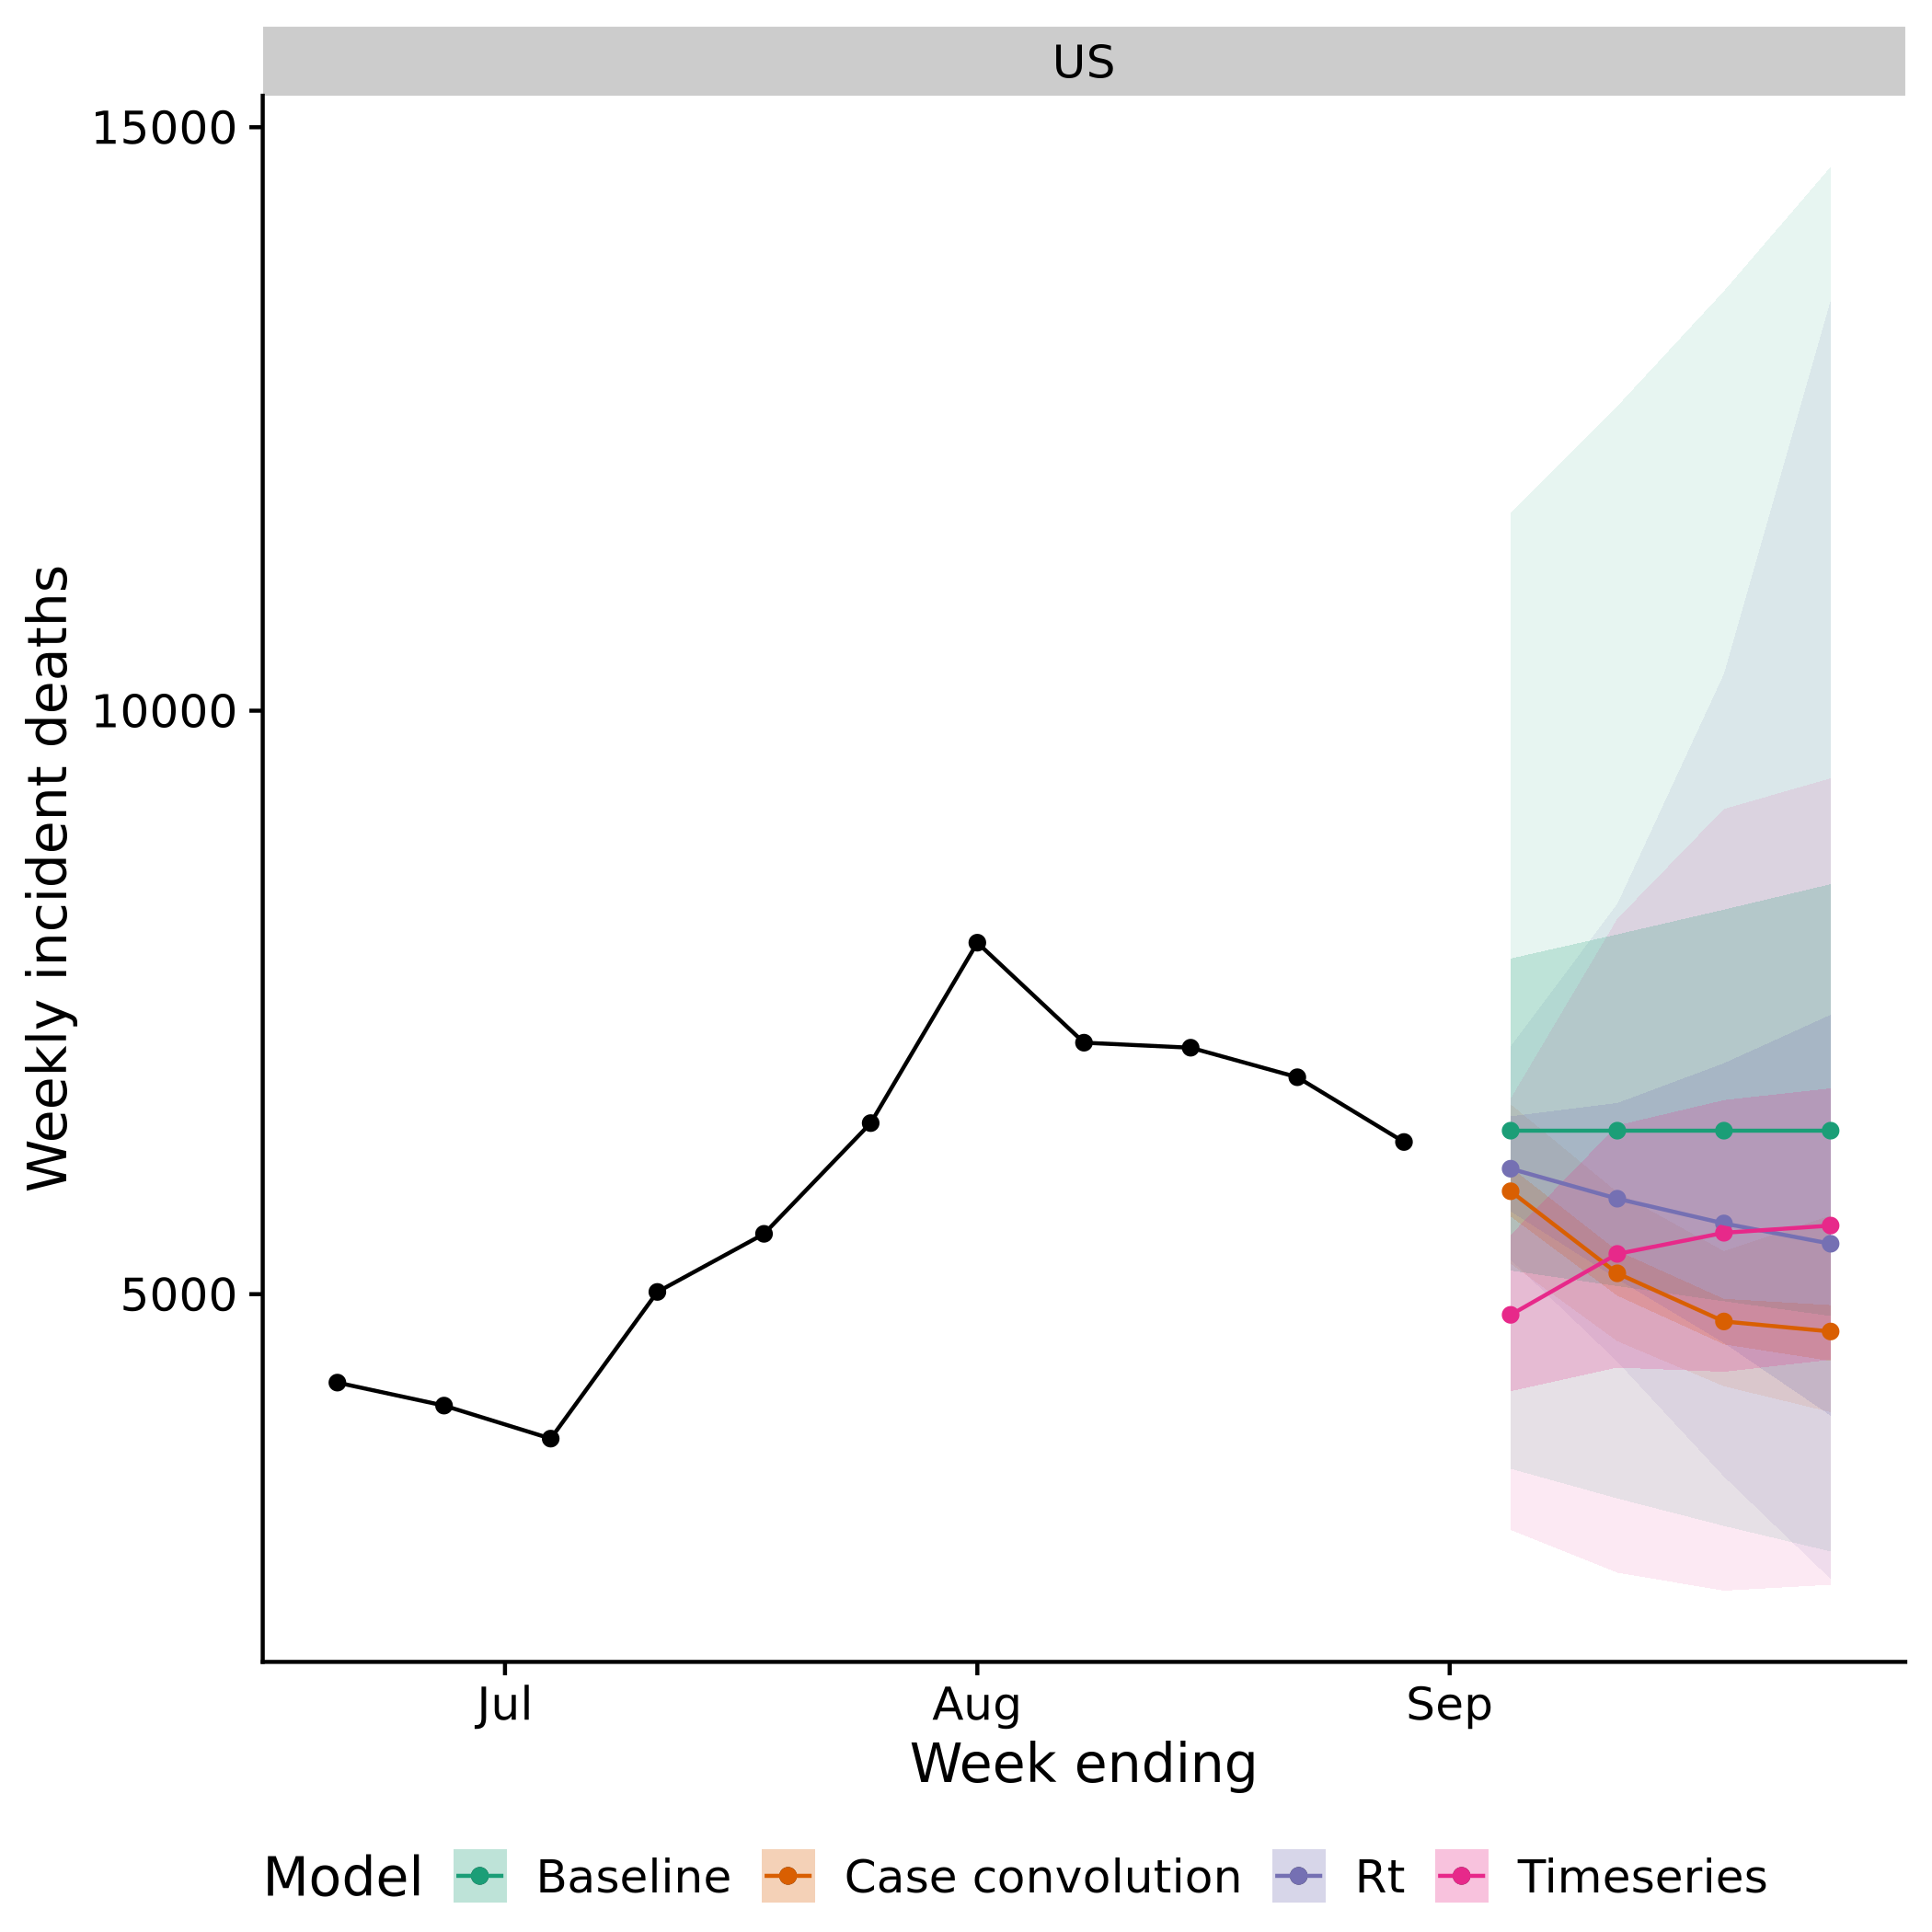 US
15000
10000
5000
Weekly incident deaths
Jul Aug Sep
Week ending
Model Baseline Case convolution Rt Timeseries